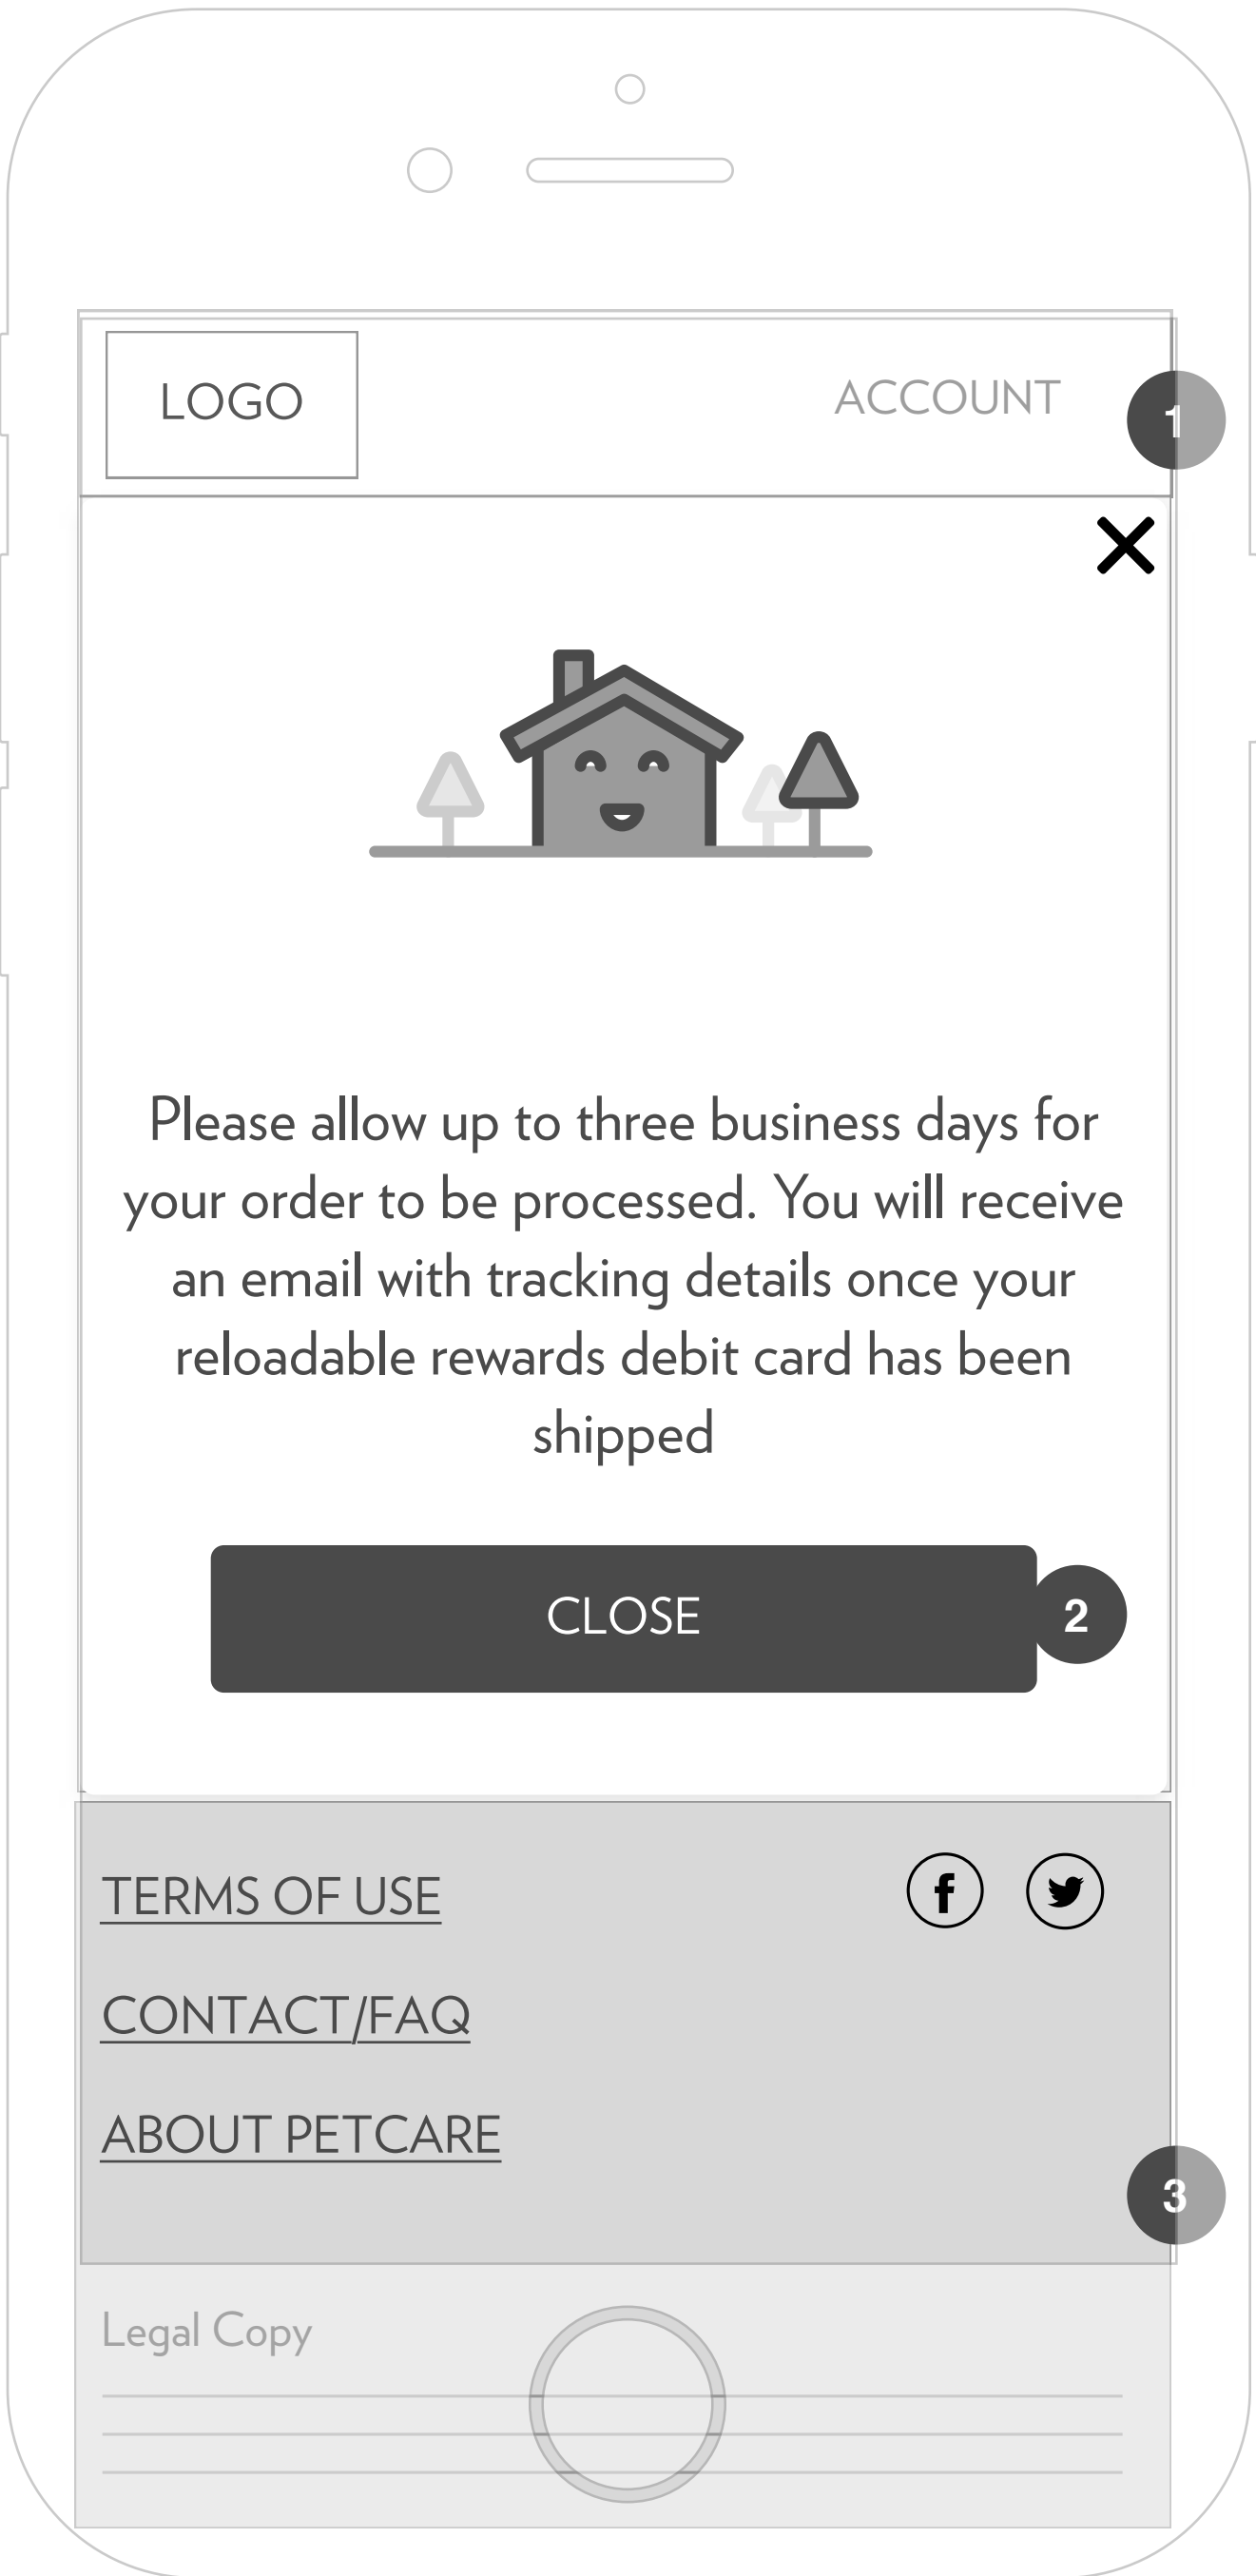 LOGO
ACCOUNT
1
Please allow up to three business days for
your order to be processed. You will receive
an email with tracking details once your
reloadable rewards debit card has been
shipped
CLOSE
2
TERMS OF USE
CONTACT/FAQ
ABOUT PETCARE
3
Legal Copy